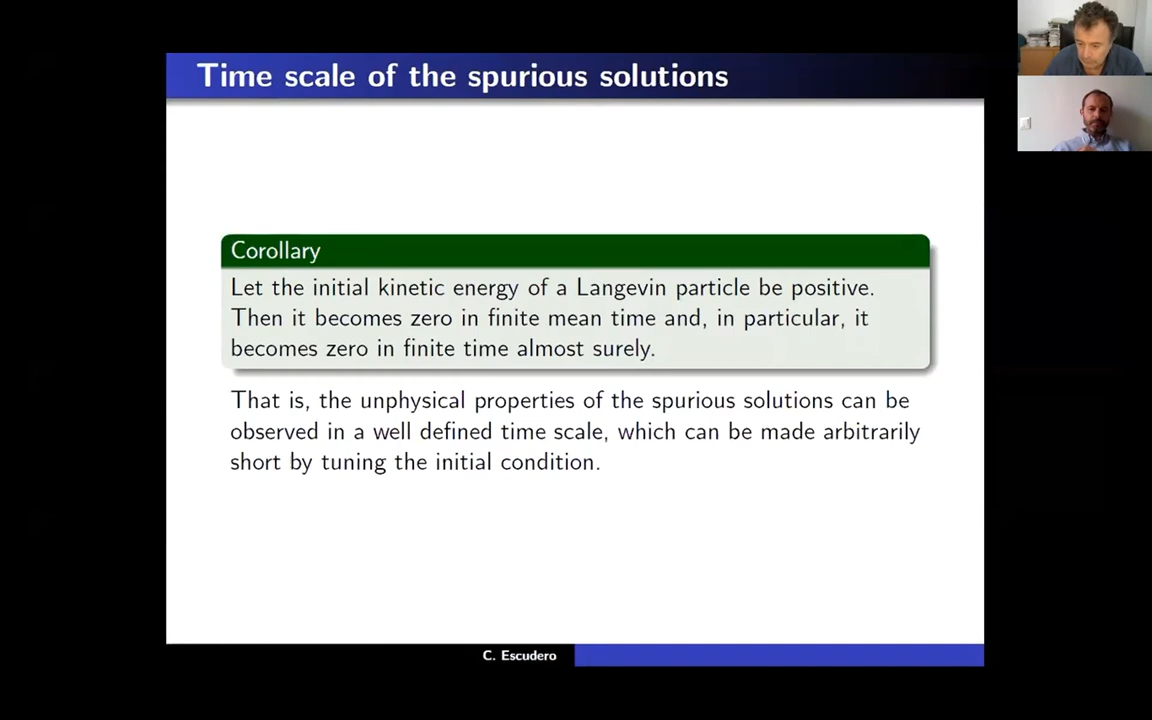 Time scale of the spurious solutions
Corollary
Let the initial kinetic energy of a Langevin particle be positive.
Then it becomes zero in finite mean time and, in particular, it
becomes zero in finite time almost surely.
That is, the unphysical properties of the spurious solutions can be
observed in a well defined time scale, which can be made arbitrarily
short by tuning the initial condition.
C. Escudero